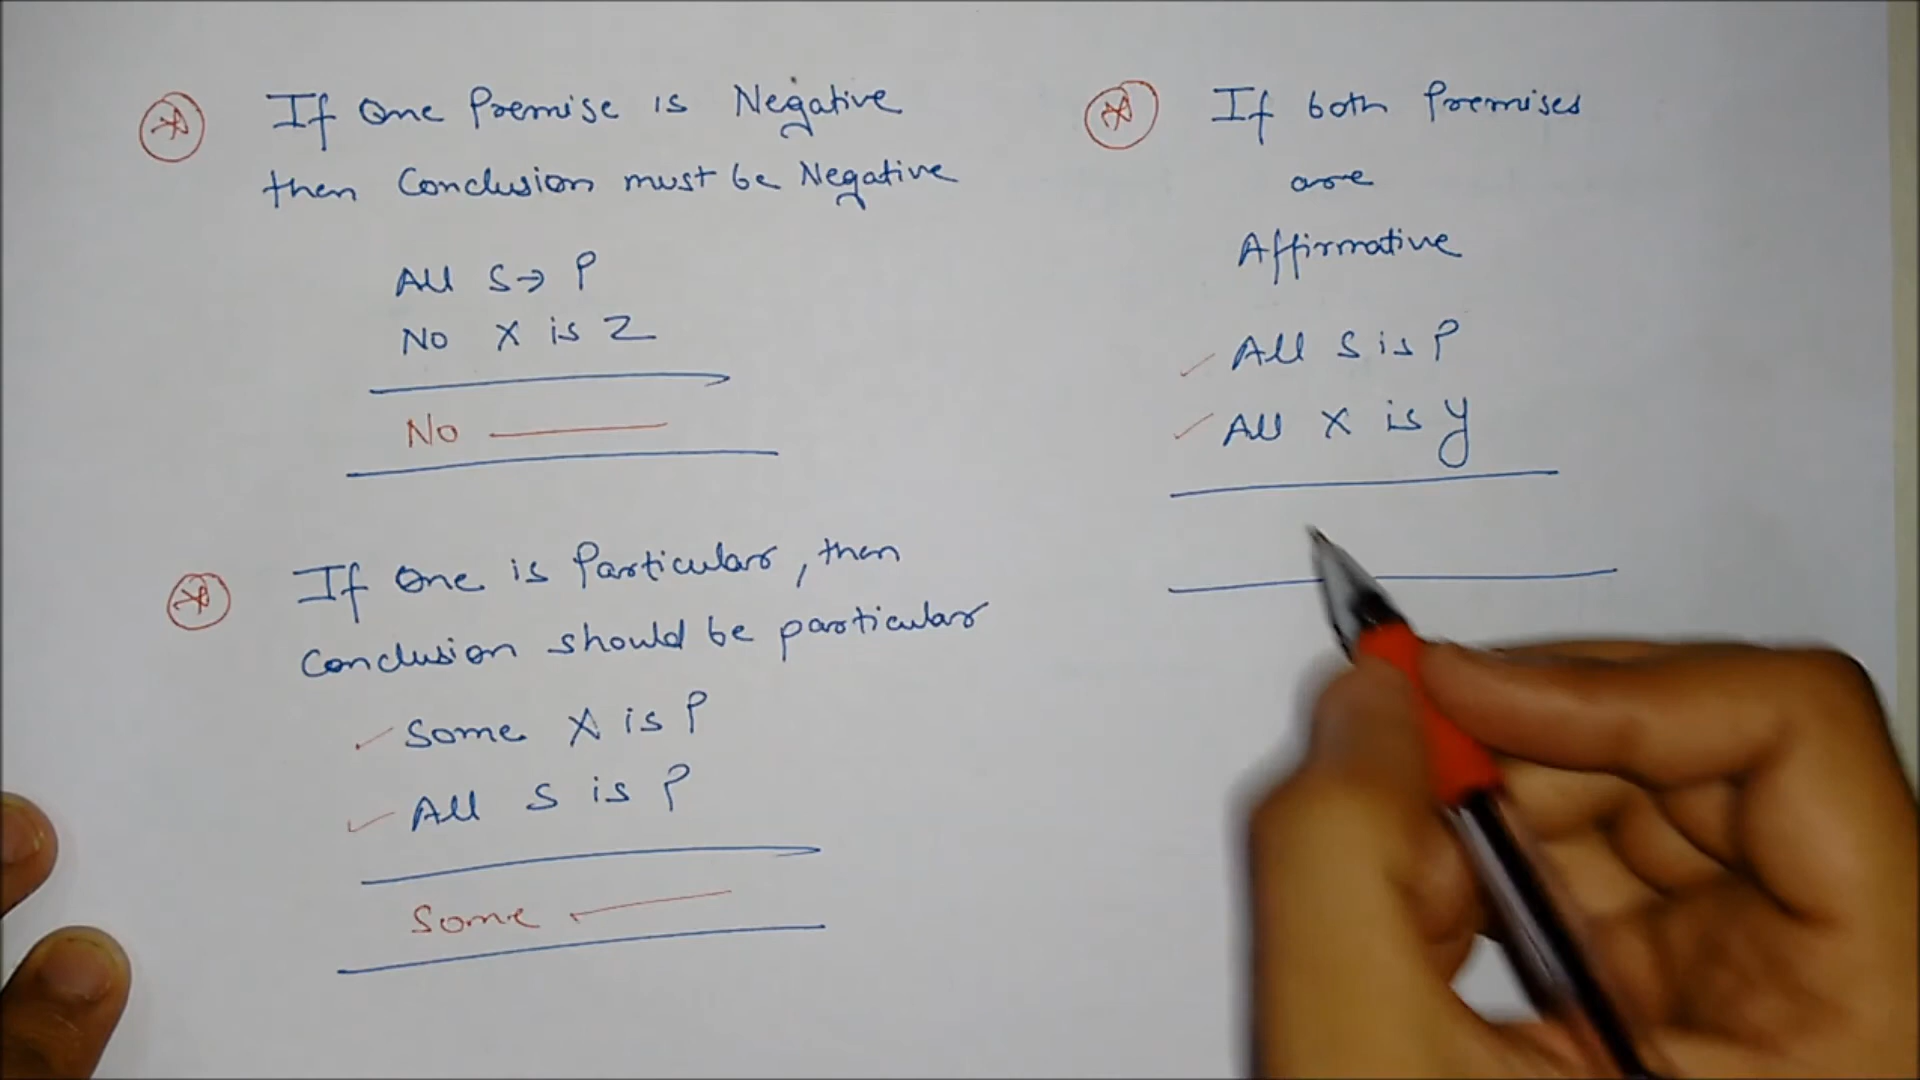 If One Premise is Negative
then Conclusion must be Negative
All S → P
No X is Z
No
If One is Particular, then
Conclusion should be particular
Some X is P
All S is P
Some
If both Premises
are
Affirmative
All S is P
All X is y